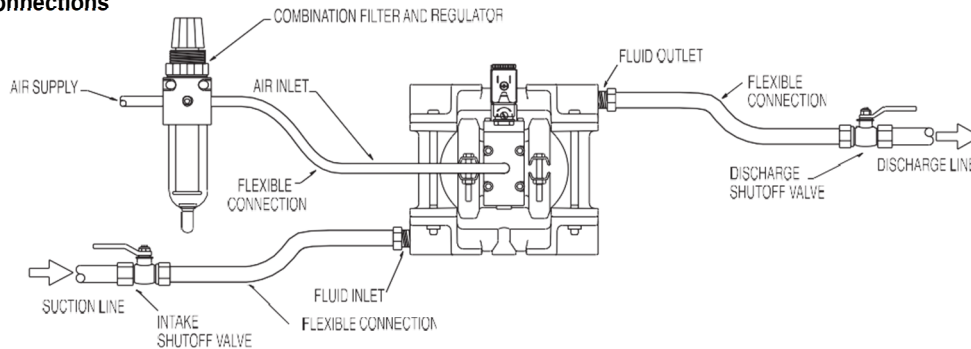 COMBINATION FILTER AND REGULATOR
AIR SUPPLY
AIR INLET
FLUID OUTLET
FLEXIBLE
CONNECTION
FLEXIBLE
CONNECTION
DISCHARGE
SHUTOFF VALVE
DISCHARGE LINE
SUCTION LINE
INTAKE
SHUTOFF VALVE
FLUID INLET
FLEXIBLE CONNECTION